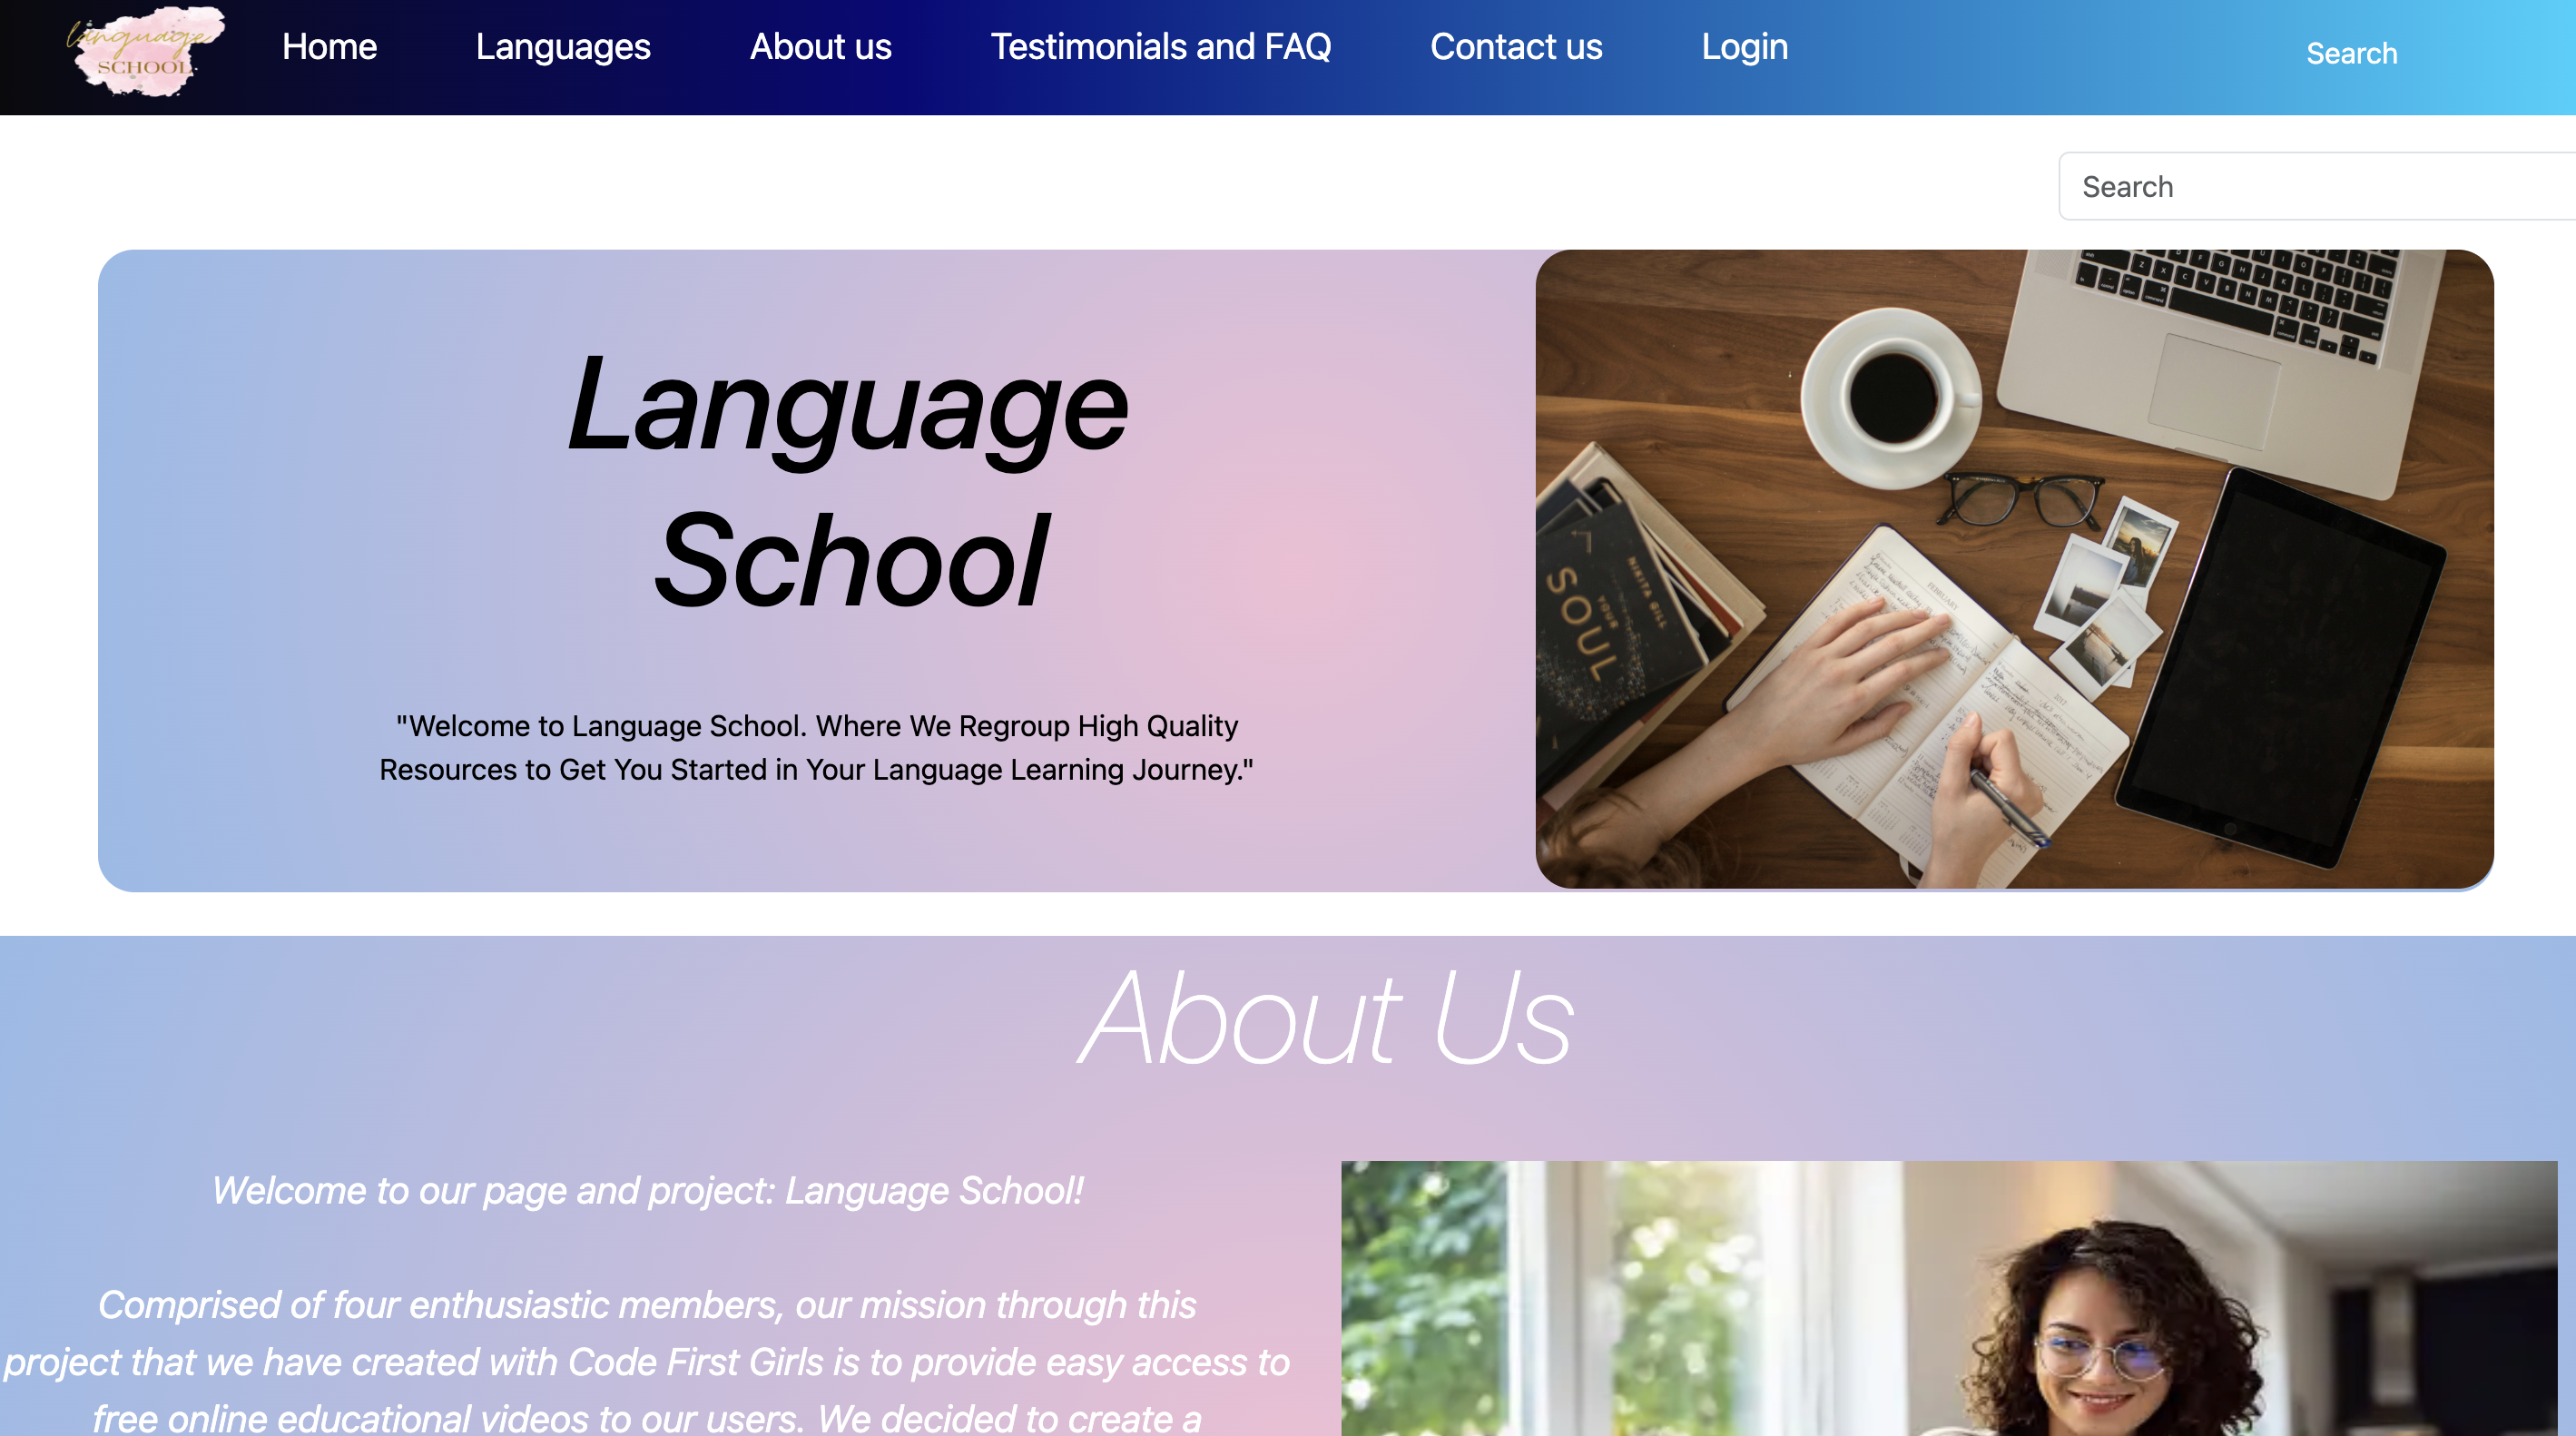 language
SCHOOL
Home Languages About us Testimonials and FAQ Contact us Login Search
Search
Language
School
"Welcome to Language School. Where We Regroup High Quality
Resources to Get You Started in Your Language Learning Journey."
NIKITA GILL
YOUR
SOUL
FEBRUARY
About Us
Welcome to our page and project: Language School!
Comprised of four enthusiastic members, our mission through this
project that we have created with Code First Girls is to provide easy access to
free online educational videos to our users. We decided to create a